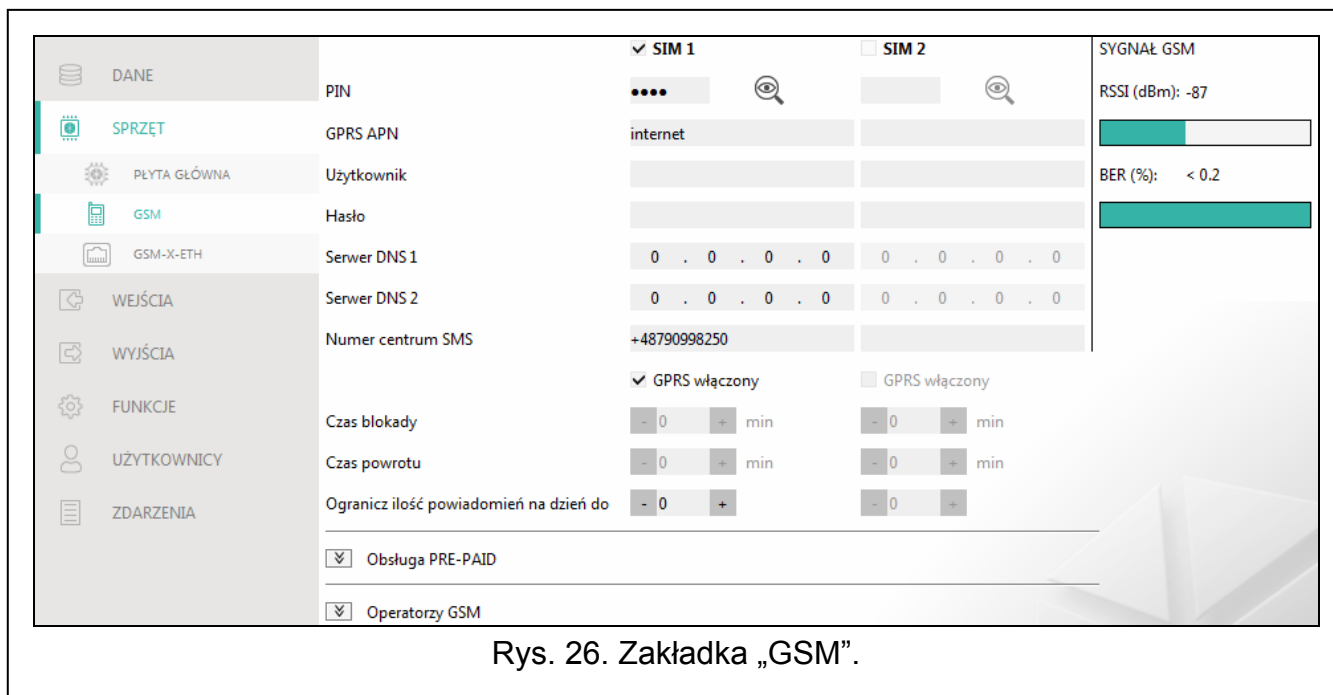 DANE
SPRZĘT
PŁYTA GŁÓWNA
GSM
GSM-X-ETH
WEJŚCIA
WYJŚCIA
FUNKCJE
UŻYTKOWNICY
ZDARZENIA
SIM 1 SIM 2
PIN ●●●●
GPRS APN internet
Użytkownik
Hasło
Serwer DNS 1 0 . 0 . 0 . 0 0 . 0 . 0 . 0
Serwer DNS 2 0 . 0 . 0 . 0 0 . 0 . 0 . 0
Numer centrum SMS +48790998250
GPRS włączony GPRS włączony
Czas blokady - 0 + min - 0 + min
Czas powrotu - 0 + min - 0 + min
Ogranicz ilość powiadomień na dzień do - 0 + - 0 +
Obsługa PRE-PAID
Operatorzy GSM
SYGNAŁ GSM
RSSI (dBm): -87
BER (%): < 0.2
Rys. 26. Zakładka „GSM”.